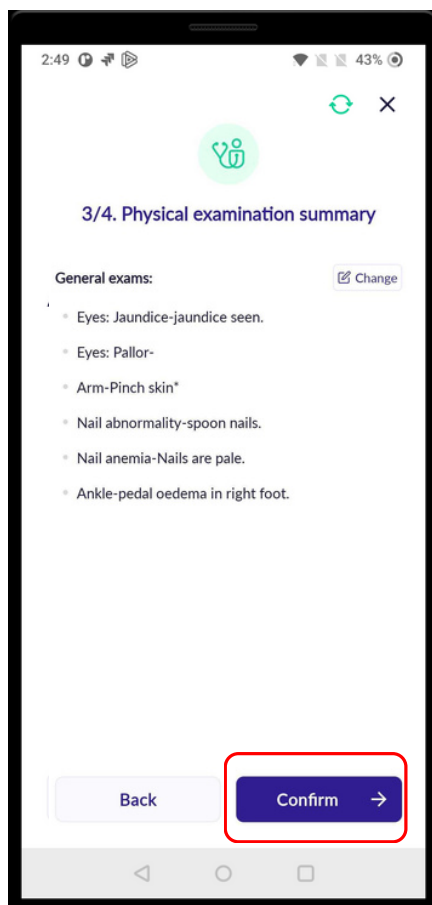 2:49 43%
3/4. Physical examination summary
General exams: Change
Eyes: Jaundice-jaundice seen.
Eyes: Pallor-
Arm-Pinch skin*
Nail abnormality-spoon nails.
Nail anemia-Nails are pale.
Ankle-pedal oedema in right foot.
Back Confirm →